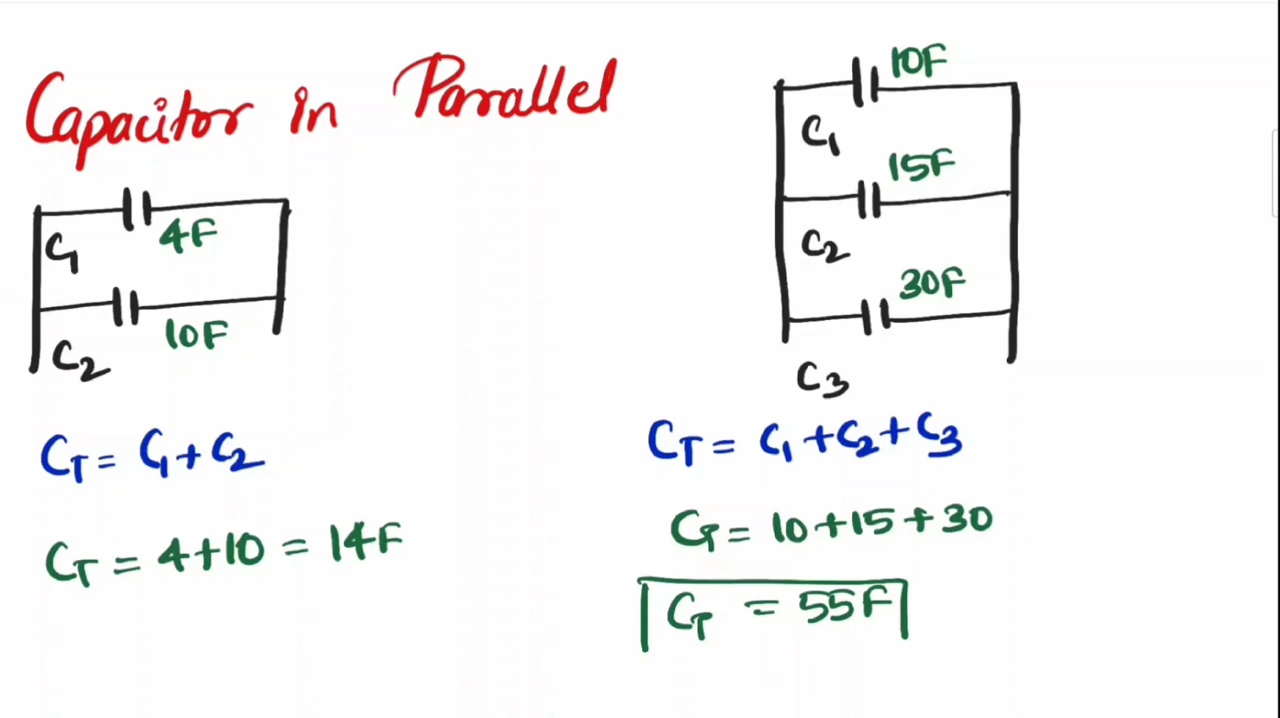 Capacitor in Parallel
C1
4F
C2
10F
CT = C1 + C2
CT = 4+10 = 14F
10F
C1
15F
C2
30F
C3
CT = C1 + C2 + C3
CT = 10+15+30
CT = 55F